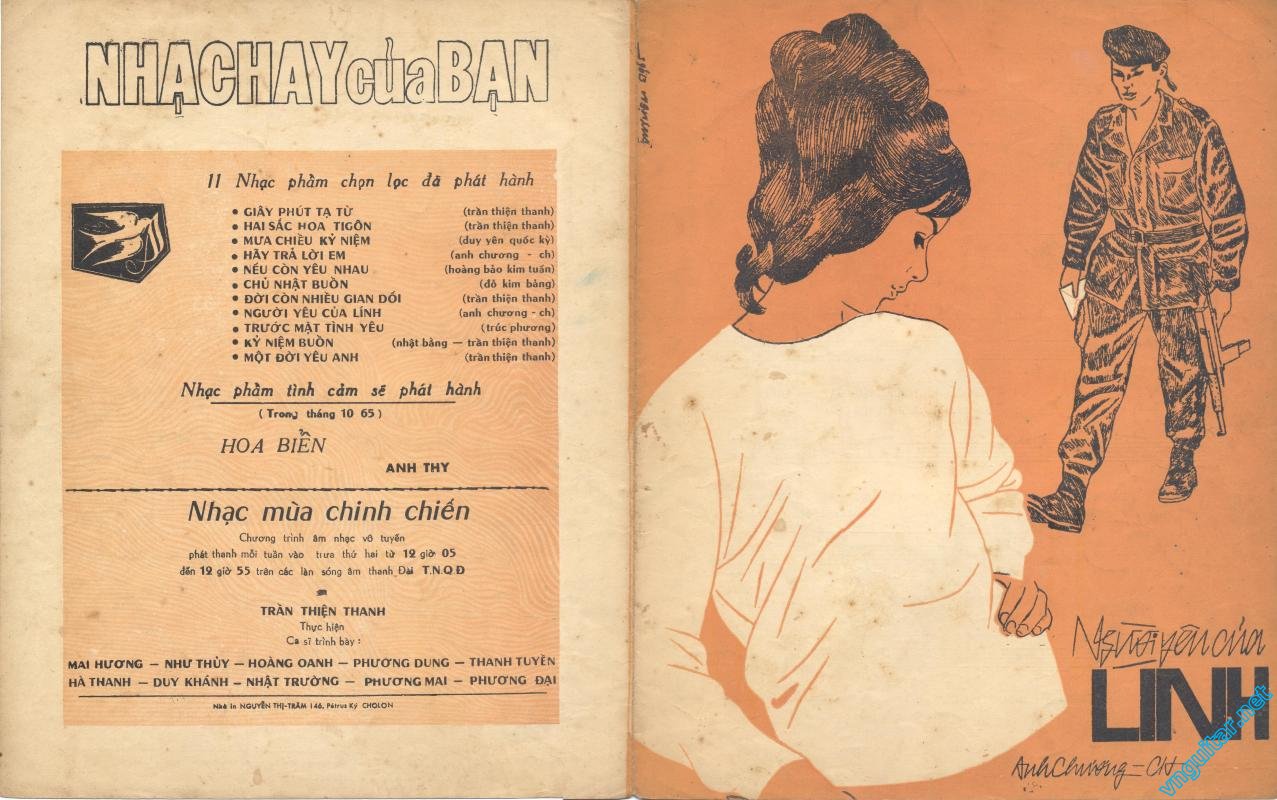 NHẠC HAY của BẠN
11 Nhạc phẩm chọn lọc đã phát hành
• GIÂY PHÚT TẠ TỪ (trần thiện thanh)
• HAI SẮC HOA TIGÔN (trần thiện thanh)
• MƯA CHIỀU KỶ NIỆM (duy yên quốc kỳ)
• HÃY TRẢ LỜI EM (anh chương - ch)
• NẾU CÒN YÊU NHAU (hoàng bảo kim tuấn)
• CHỦ NHẬT BUỒN (đỗ kim bảng)
• ĐỜI CÒN NHIỀU GIAN DỐI (trần thiện thanh)
• NGƯỜI YÊU CỦA LÍNH (anh chương - ch)
• TRƯỚC MẶT TÌNH YÊU (trúc phương)
• KỶ NIỆM BUỒN (nhật bằng — trần thiện thanh)
• MỘT ĐỜI YÊU ANH (trần thiện thanh)
Nhạc phẩm tình cảm sẽ phát hành
( Trong tháng 10 65 )
HOA BIỂN
ANH THY
Nhạc mùa chinh chiến
Chương trình âm nhạc vô tuyến
phát thanh mỗi tuần vào trưa thứ hai từ 12 giờ 05
đến 12 giờ 55 trên các làn sóng âm thanh Đài T.N.Q.Đ
TRẦN THIỆN THANH
Thực hiện
Ca sĩ trình bày :
MAI HƯƠNG — NHƯ THỦY — HOÀNG OANH — PHƯƠNG DUNG — THANH TUYỀN
HÀ THANH — DUY KHÁNH — NHẬT TRƯỜNG — PHƯƠNG MAI — PHƯƠNG ĐẠI
Nhà in NGUYỄN THỊ-TRĂM 146, Pétrus Ký CHOLON
Người yêu của
LINH
Anh Chương - CH
vnguitar.net